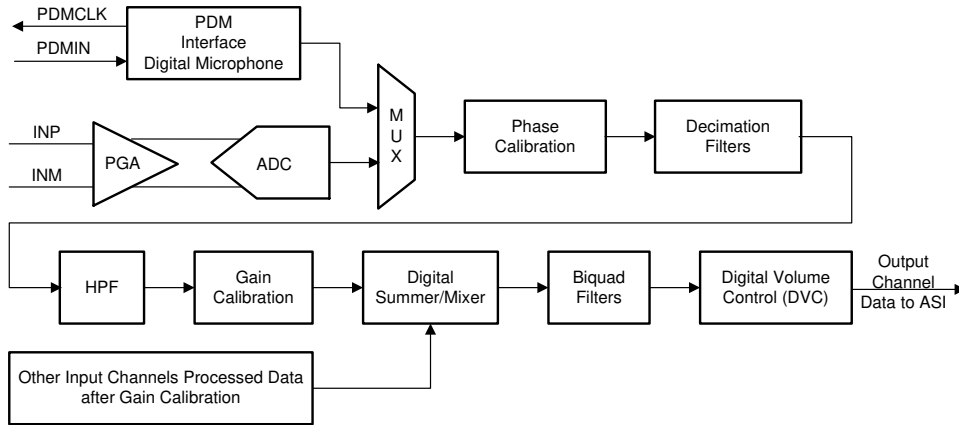 PDMCLK
PDMIN
PDM
Interface
Digital Microphone
INP
INM
PGA
ADC
M
U
X
Phase
Calibration
Decimation
Filters
HPF
Gain
Calibration
Digital
Summer/Mixer
Biquad
Filters
Digital Volume
Control (DVC)
Output
Channel
Data to ASI
Other Input Channels Processed Data
after Gain Calibration